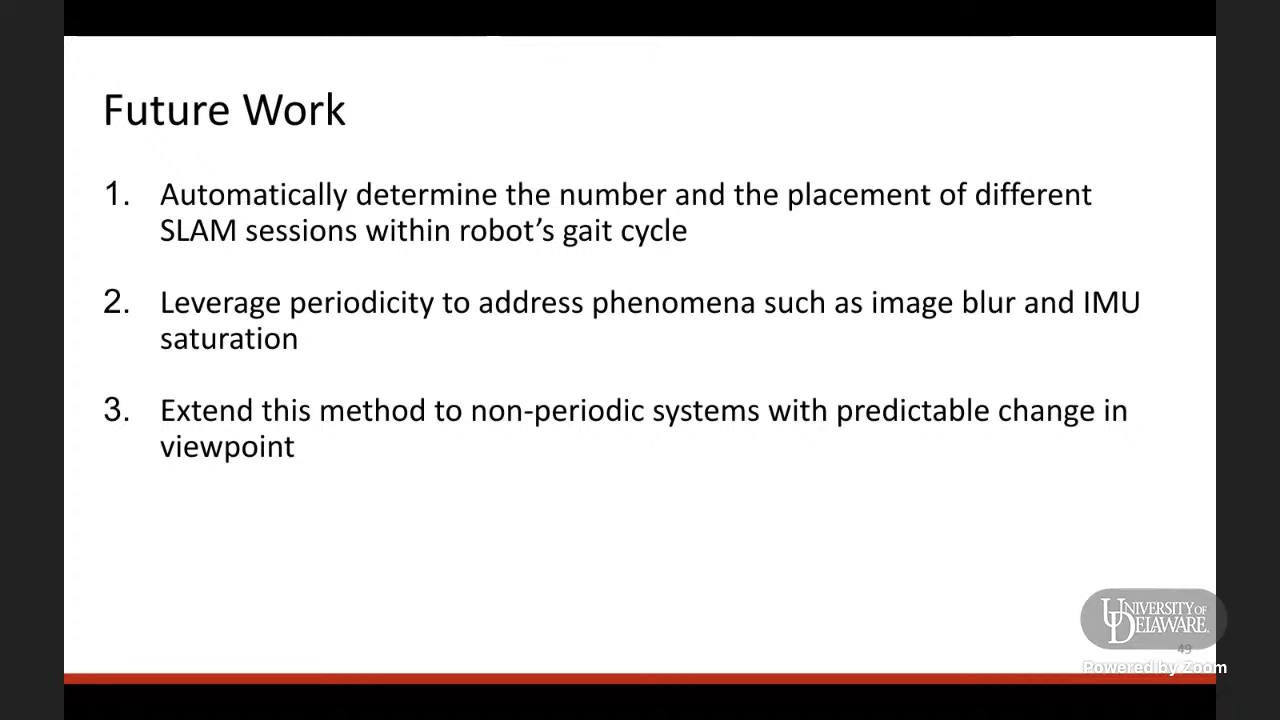 Future Work
1. Automatically determine the number and the placement of different
SLAM sessions within robot’s gait cycle
2. Leverage periodicity to address phenomena such as image blur and IMU
saturation
3. Extend this method to non-periodic systems with predictable change in
viewpoint
UNIVERSITY OF
DELAWARE.
49
Powered by Zoom